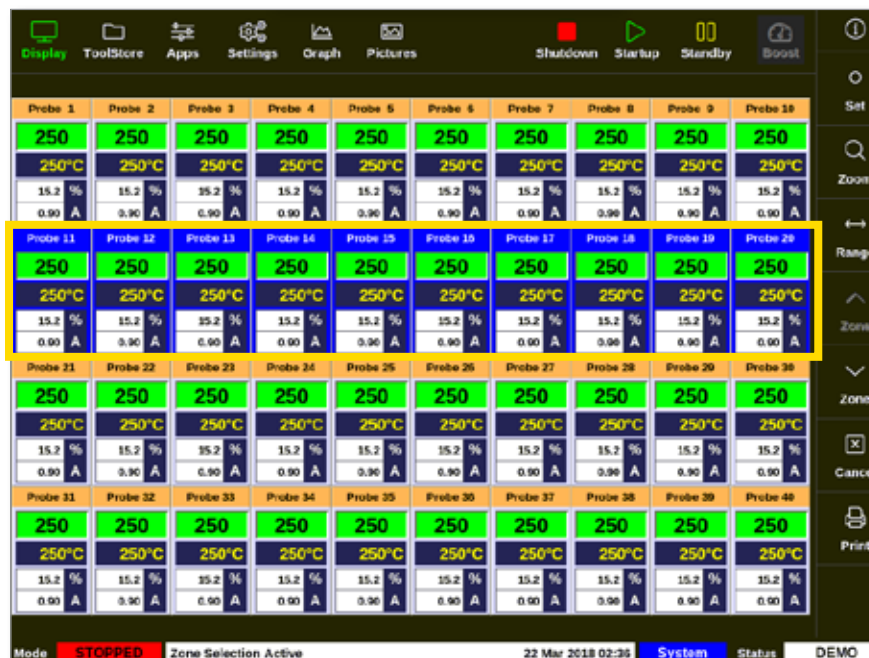 Display ToolStore Apps Settings Graph Pictures Shutdown Startup Standby Boost
Set
Zoom
Range
Zone
Zone
Cance
Print
Probe 1 Probe 2 Probe 3 Probe 4 Probe 5 Probe 6 Probe 7 Probe 8 Probe 9 Probe 10
250 250 250 250 250 250 250 250 250 250
250°C 250°C 250°C 250°C 250°C 250°C 250°C 250°C 250°C 250°C
15.2 % 15.2 % 15.2 % 15.2 % 15.2 % 15.2 % 15.2 % 15.2 % 15.2 % 15.2 %
0.90 A 0.90 A 0.90 A 0.90 A 0.90 A 0.90 A 0.90 A 0.90 A 0.90 A 0.90 A
Probe 11 Probe 12 Probe 13 Probe 14 Probe 15 Probe 16 Probe 17 Probe 18 Probe 19 Probe 20
250 250 250 250 250 250 250 250 250 250
250°C 250°C 250°C 250°C 250°C 250°C 250°C 250°C 250°C 250°C
15.2 % 15.2 % 15.2 % 15.2 % 15.2 % 15.2 % 15.2 % 15.2 % 15.2 % 15.2 %
0.90 A 0.90 A 0.90 A 0.90 A 0.90 A 0.90 A 0.90 A 0.90 A 0.90 A 0.90 A
Probe 21 Probe 22 Probe 23 Probe 24 Probe 25 Probe 26 Probe 27 Probe 28 Probe 29 Probe 30
250 250 250 250 250 250 250 250 250 250
250°C 250°C 250°C 250°C 250°C 250°C 250°C 250°C 250°C 250°C
15.2 % 15.2 % 15.2 % 15.2 % 15.2 % 15.2 % 15.2 % 15.2 % 15.2 % 15.2 %
0.90 A 0.90 A 0.90 A 0.90 A 0.90 A 0.90 A 0.90 A 0.90 A 0.90 A 0.90 A
Probe 31 Probe 32 Probe 33 Probe 34 Probe 35 Probe 36 Probe 37 Probe 38 Probe 39 Probe 40
250 250 250 250 250 250 250 250 250 250
250°C 250°C 250°C 250°C 250°C 250°C 250°C 250°C 250°C 250°C
15.2 % 15.2 % 15.2 % 15.2 % 15.2 % 15.2 % 15.2 % 15.2 % 15.2 % 15.2 %
0.90 A 0.90 A 0.90 A 0.90 A 0.90 A 0.90 A 0.90 A 0.90 A 0.90 A 0.90 A
Mode STOPPED Zone Selection Active 22 Mar 2018 02:36 System Status DEMO